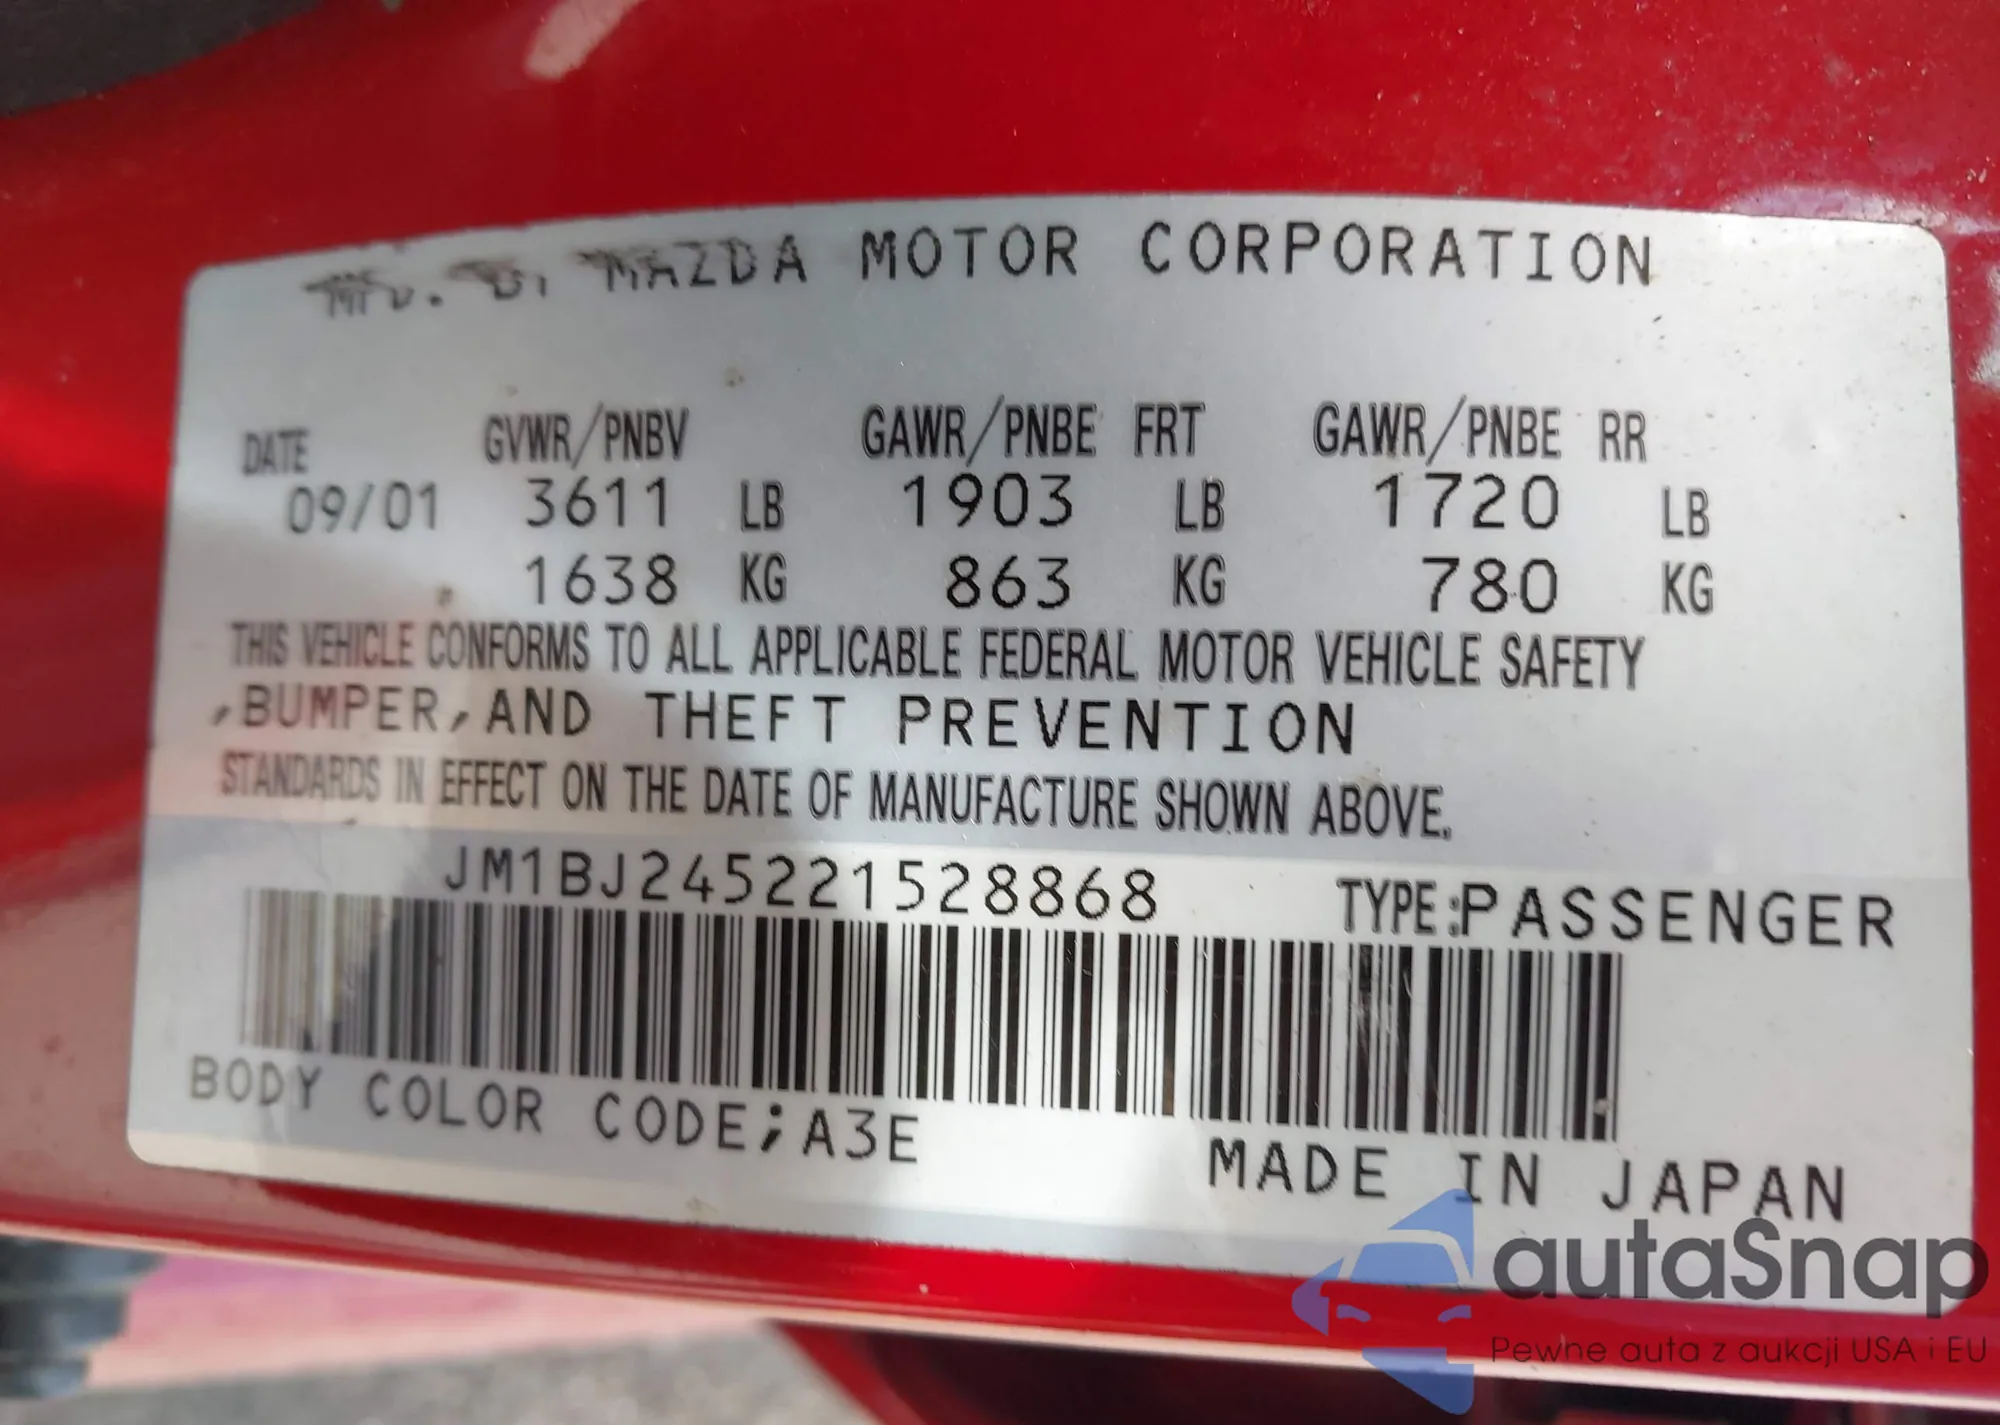 MFD. BY MAZDA MOTOR CORPORATION
DATE GVWR/PNBV GAWR/PNBE FRT GAWR/PNBE RR
09/01 3611 LB 1903 LB 1720 LB
1638 KG 863 KG 780 KG
THIS VEHICLE CONFORMS TO ALL APPLICABLE FEDERAL MOTOR VEHICLE SAFETY
,BUMPER,AND THEFT PREVENTION
STANDARDS IN EFFECT ON THE DATE OF MANUFACTURE SHOWN ABOVE.
JM1BJ245221528868 TYPE:PASSENGER
BODY COLOR CODE;A3E
MADE IN JAPAN
autaSnap
Pewne auta z aukcji USA i EU